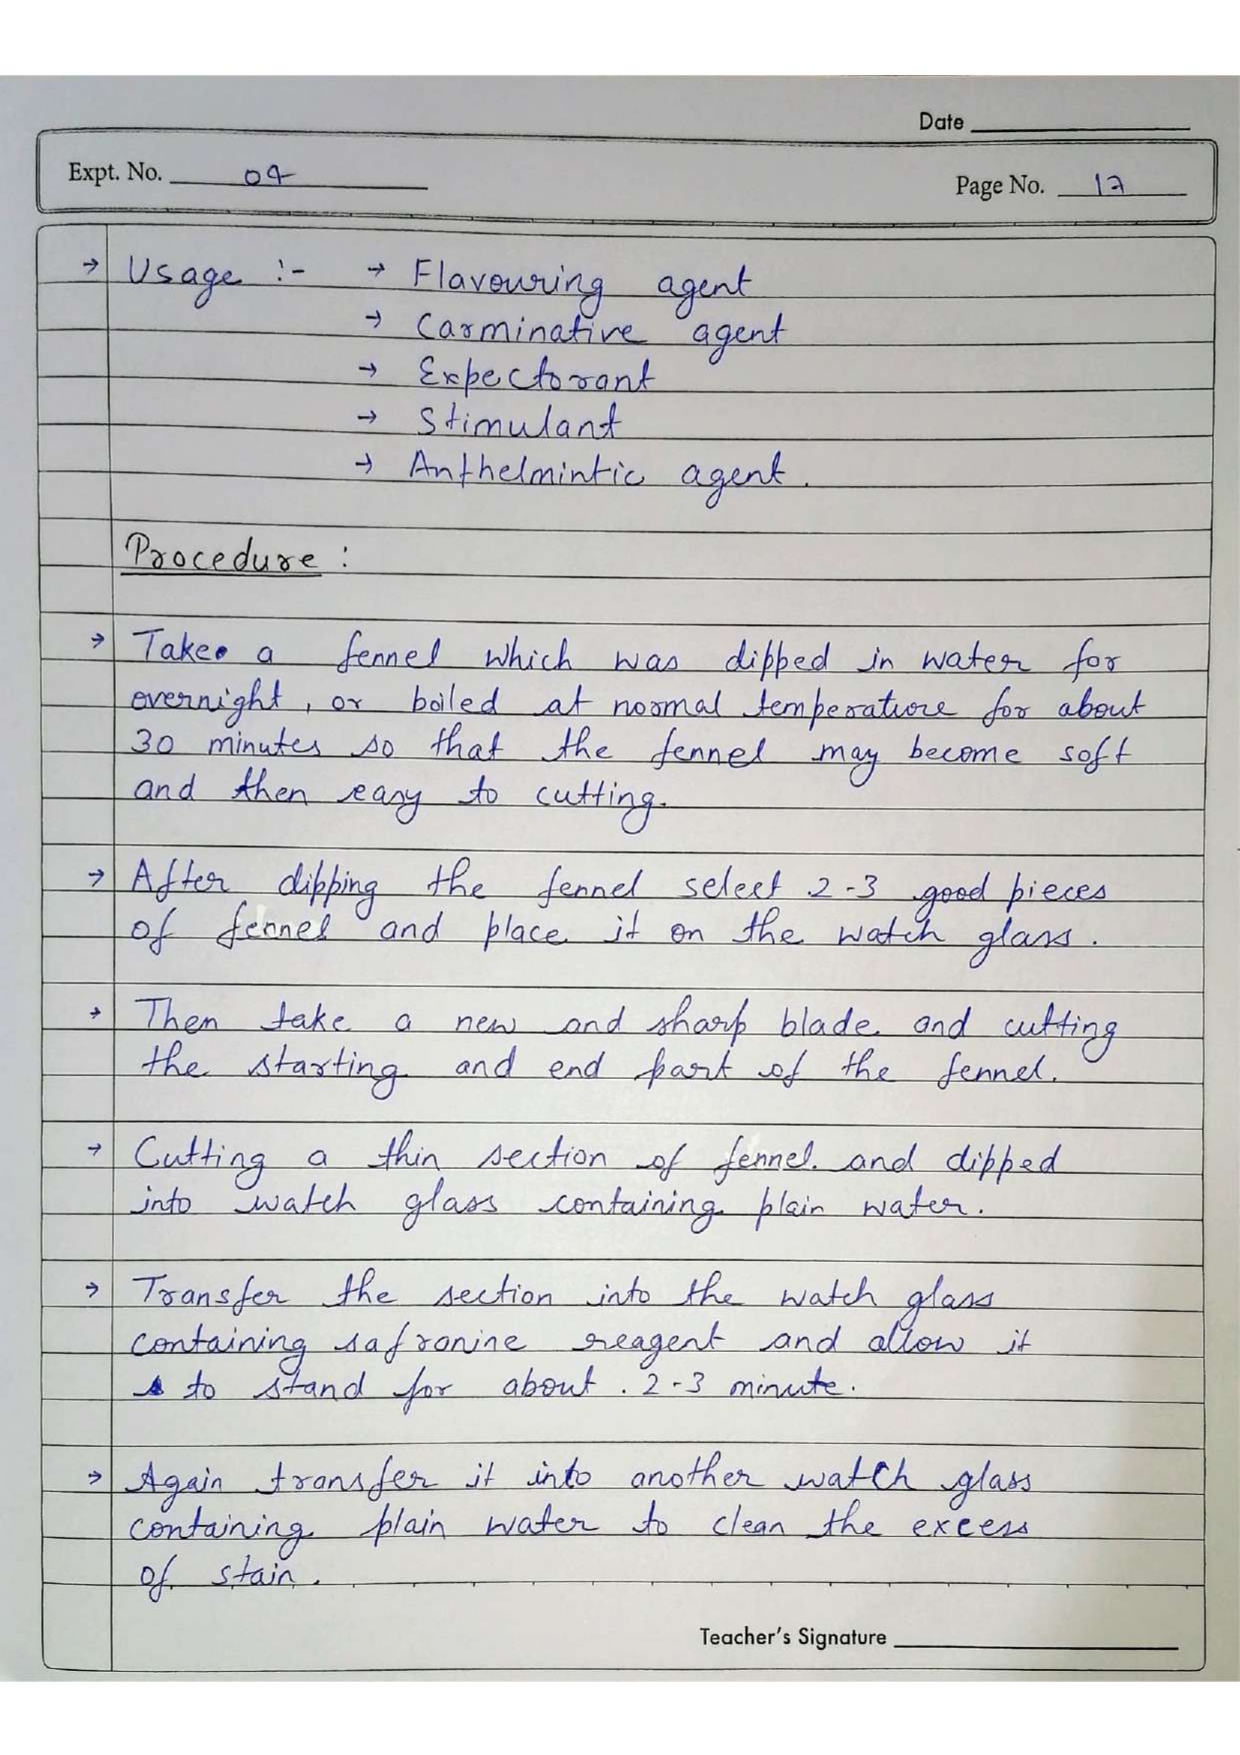 Date
Expt. No. 04
Page No. 12
→ Usage :- → Flavouring agent
→ Carminative agent
→ Expectorant
→ Stimulant
→ Anthelmintic agent.
Procedure :
→ Take a fennel which was dipped in water for
overnight, or boiled at normal temperature for about
30 minutes so that the fennel may become soft
and then easy to cutting.
→ After dipping the fennel select 2-3 good pieces
of fennel and place it on the watch glass.
→ Then take a new and sharp blade and cutting
the starting and end part of the fennel.
→ Cutting a thin section of fennel. and dipped
into watch glass containing plain water.
→ Transfer the section into the watch glass
containing safronine reagent and allow it
to stand for about . 2-3 minute.
→ Again transfer it into another watch glass
containing plain water to clean the excess
of stain.
Teacher's Signature